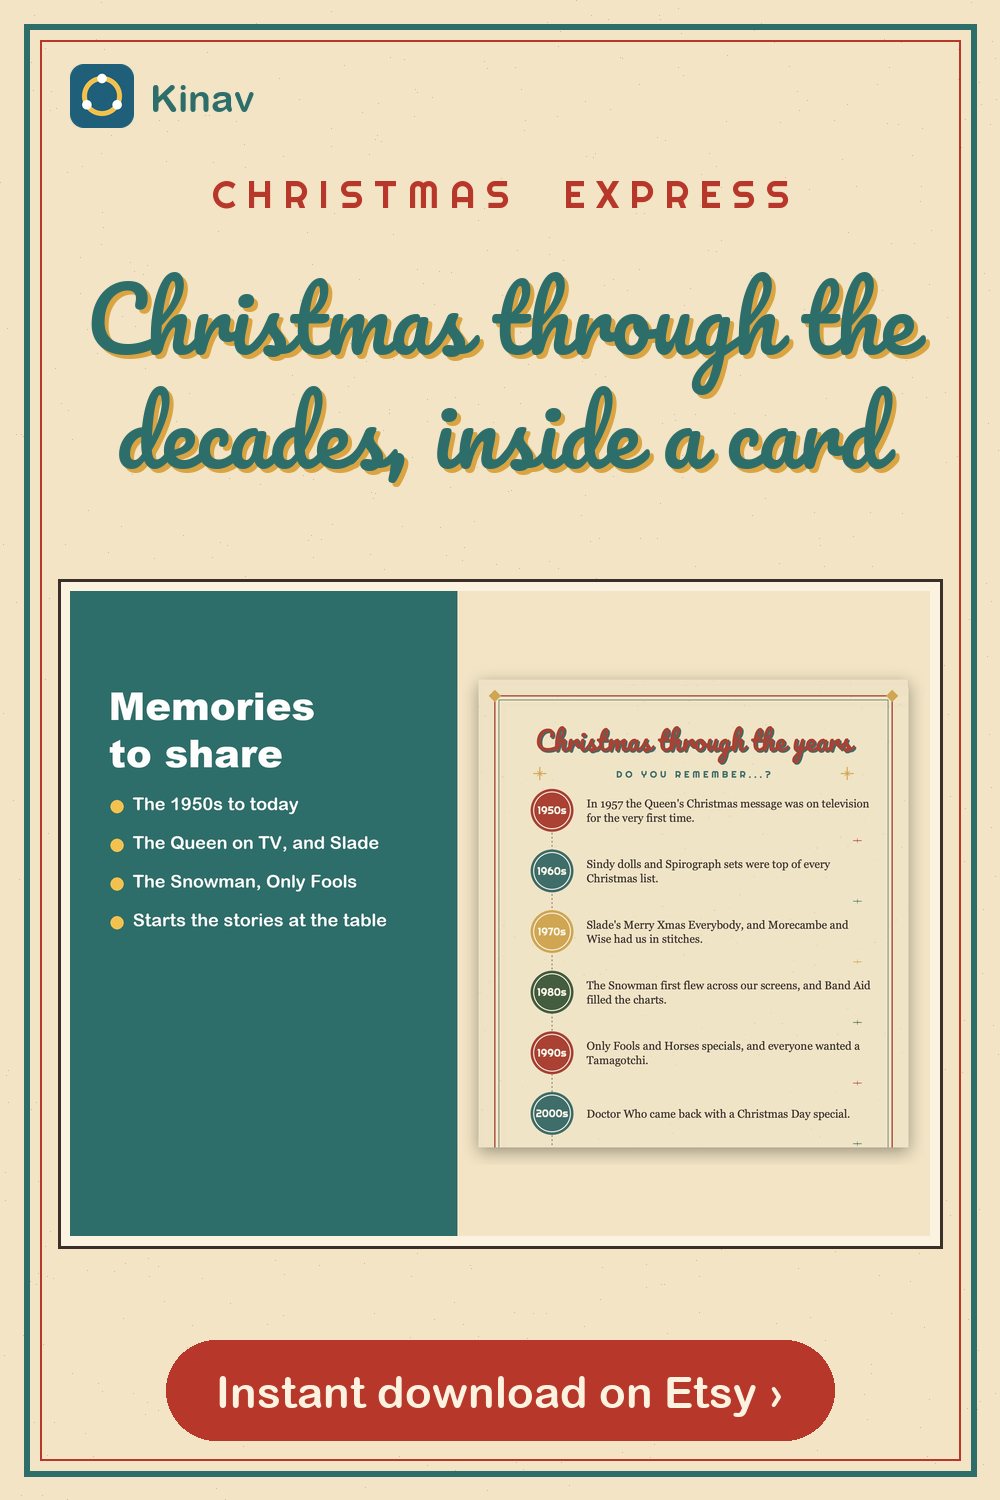 Kinav
CHRISTMAS EXPRESS
Christmas through the
decades, inside a card
Memories
to share
The 1950s to today
The Queen on TV, and Slade
The Snowman, Only Fools
Starts the stories at the table
Christmas through the years
DO YOU REMEMBER...?
1950s
In 1957 the Queen's Christmas message was on television
for the very first time.
1960s
Sindy dolls and Spirograph sets were top of every
Christmas list.
1970s
Slade's Merry Xmas Everybody, and Morecambe and
Wise had us in stitches.
1980s
The Snowman first flew across our screens, and Band Aid
filled the charts.
1990s
Only Fools and Horses specials, and everyone wanted a
Tamagotchi.
2000s
Doctor Who came back with a Christmas Day special.
Instant download on Etsy ›